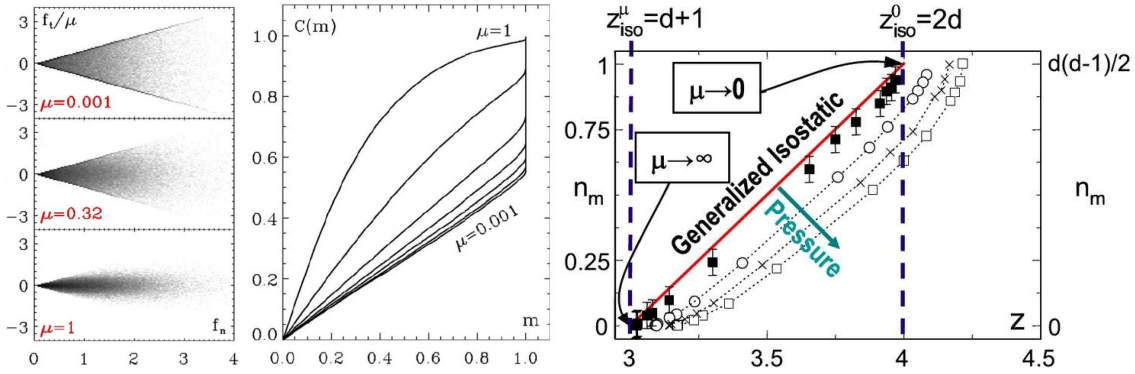 f_t/μ
3
0
-3
μ=0.001
3
0
-3
μ=0.32
3
0
-3
μ=1
f_n
0 1 2 3 4
C(m)
1.0
0.8
0.6
0.4
0.2
0.0
μ=1
μ=0.001
m
0.0 0.2 0.4 0.6 0.8 1.0
z^μ_iso=d+1
z^0_iso=2d
1
0.75
n_m
0.25
0
μ→0
μ→∞
Generalized Isostatic
Pressure
d(d-1)/2
n_m
0
z
3 3.5 4 4.5